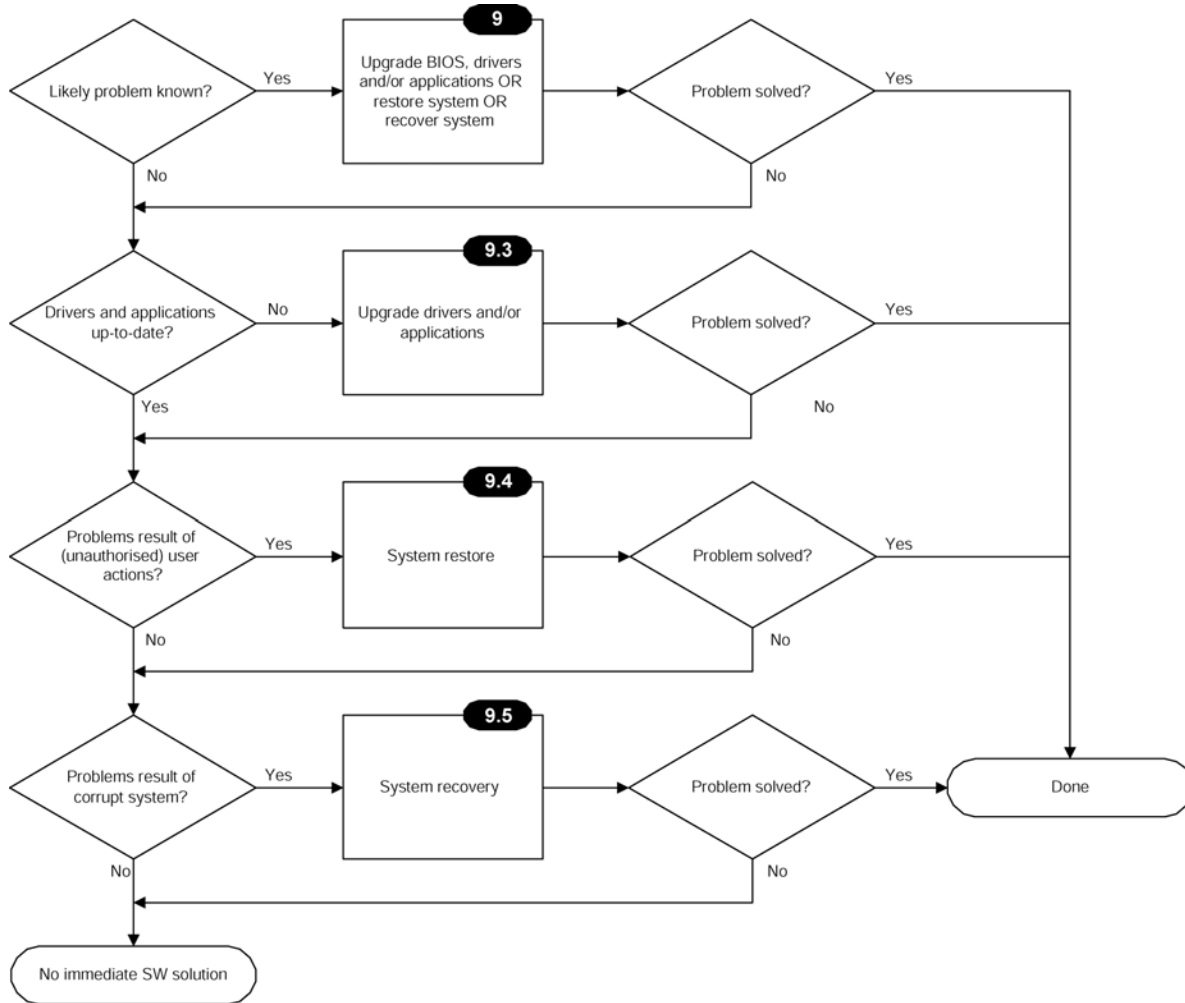 9
Likely problem known?
Yes
Upgrade BIOS, drivers
and/or applications OR
restore system OR
recover system
Problem solved?
Yes
No
No
9.3
Drivers and applications
up-to-date?
No
Upgrade drivers and/or
applications
Problem solved?
Yes
Yes
No
9.4
Problems result of
(unauthorised) user
actions?
Yes
System restore
Problem solved?
Yes
No
No
9.5
Problems result of
corrupt system?
Yes
System recovery
Problem solved?
Yes
Done
No
No
No immediate SW solution